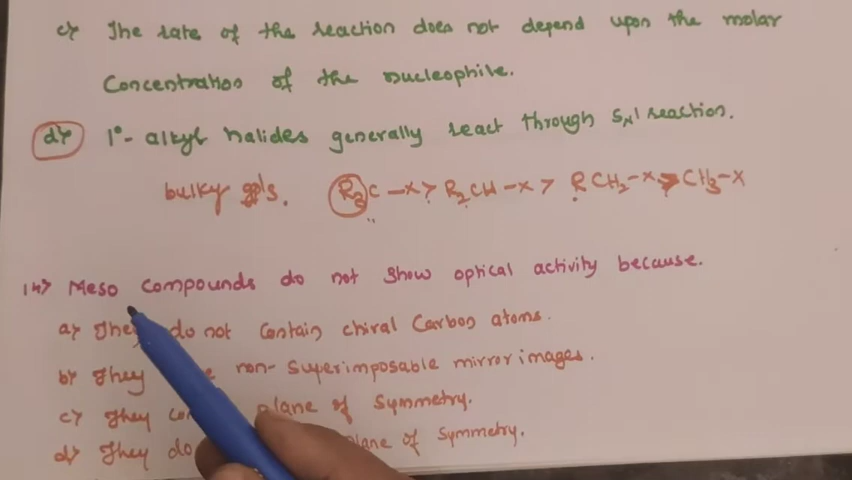 c) The rate of the reaction does not depend upon the molar
Concentration of the nucleophile.
d) 1°- alkyl halides generally react through SN1 reaction.
bulky gps. R3C-X > R2CH-X > RCH2-X > CH3-X
14) Meso Compounds do not show optical activity because.
a) They do not Contain chiral Carbon atoms.
b) They non-Superimposable mirror images.
c) They plane of Symmetry.
d) They do plane of Symmetry.